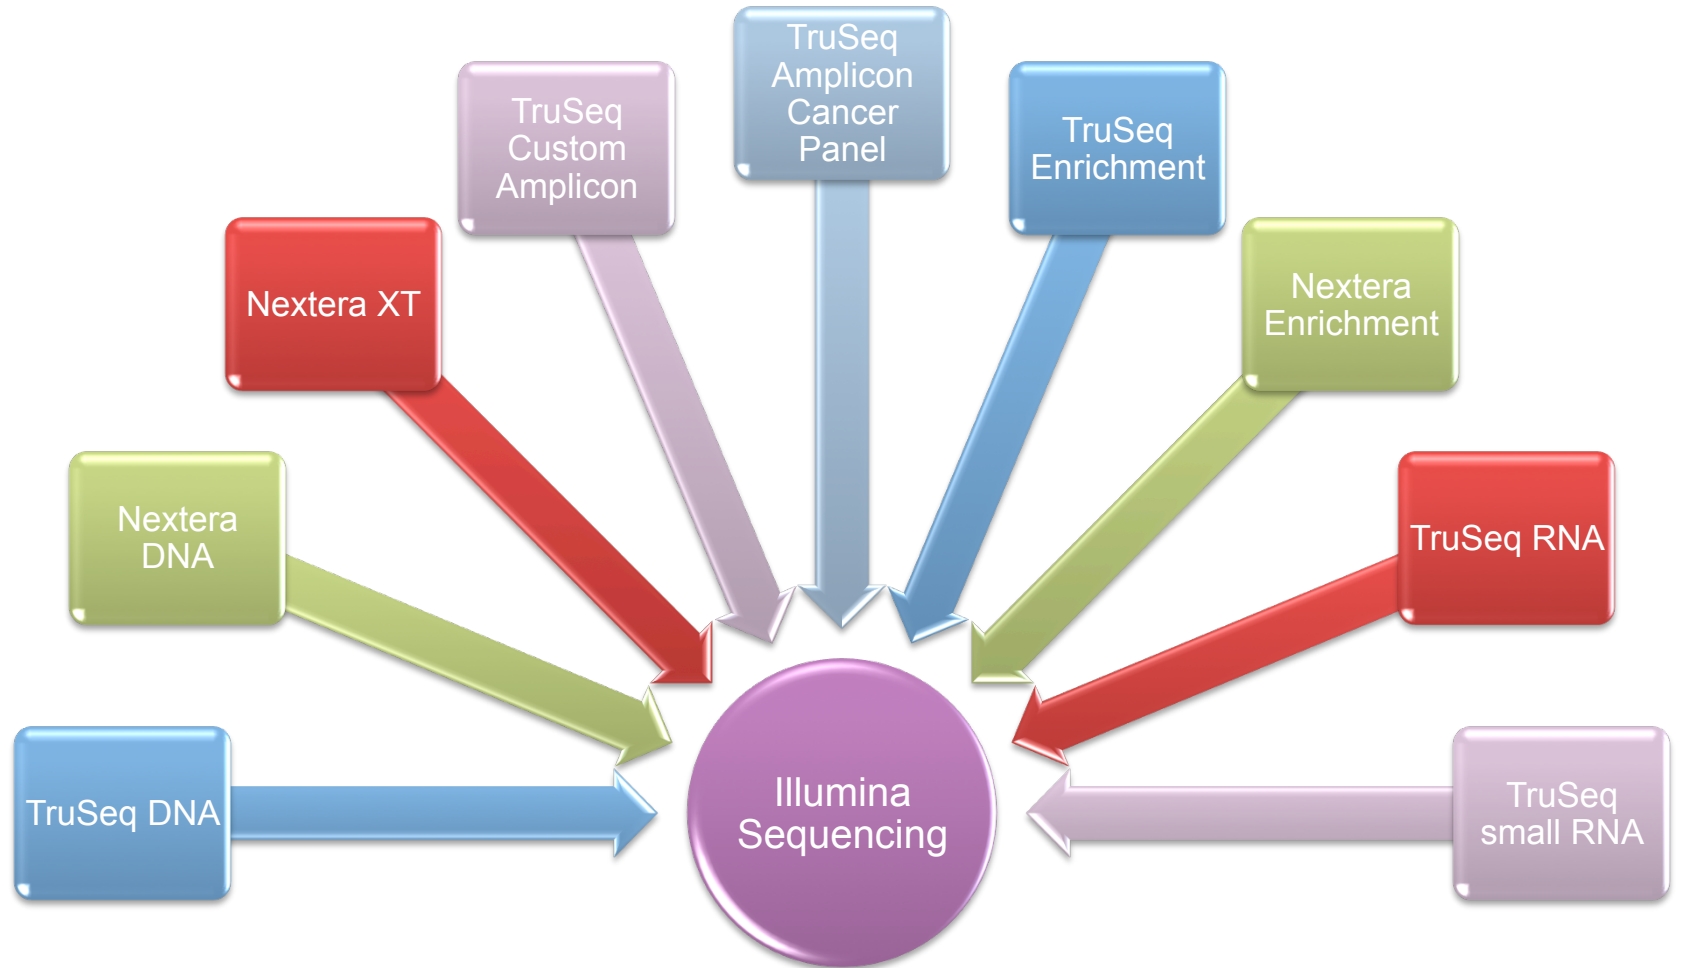 TruSeq
Amplicon
Cancer
Panel
TruSeq
Custom
Amplicon
TruSeq
Enrichment
Nextera XT
Nextera
Enrichment
Nextera
DNA
TruSeq RNA
TruSeq DNA
Illumina
Sequencing
TruSeq
small RNA